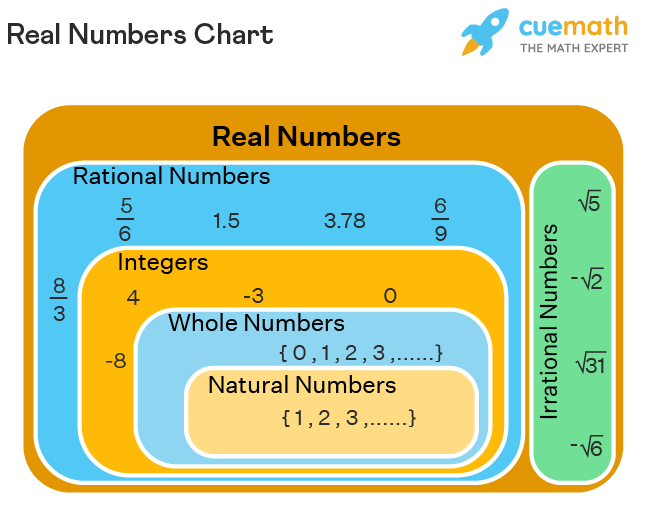 Real Numbers Chart
cuemath
THE MATH EXPERT
Real Numbers
Rational Numbers
5/6 1.5 3.78 6/9
8/3
Integers
4 -3 0
-8
Whole Numbers
{ 0 , 1 , 2 , 3 ,...... }
Natural Numbers
{ 1 , 2 , 3 ,...... }
Irrational Numbers
√5
-√2
√31
-√6